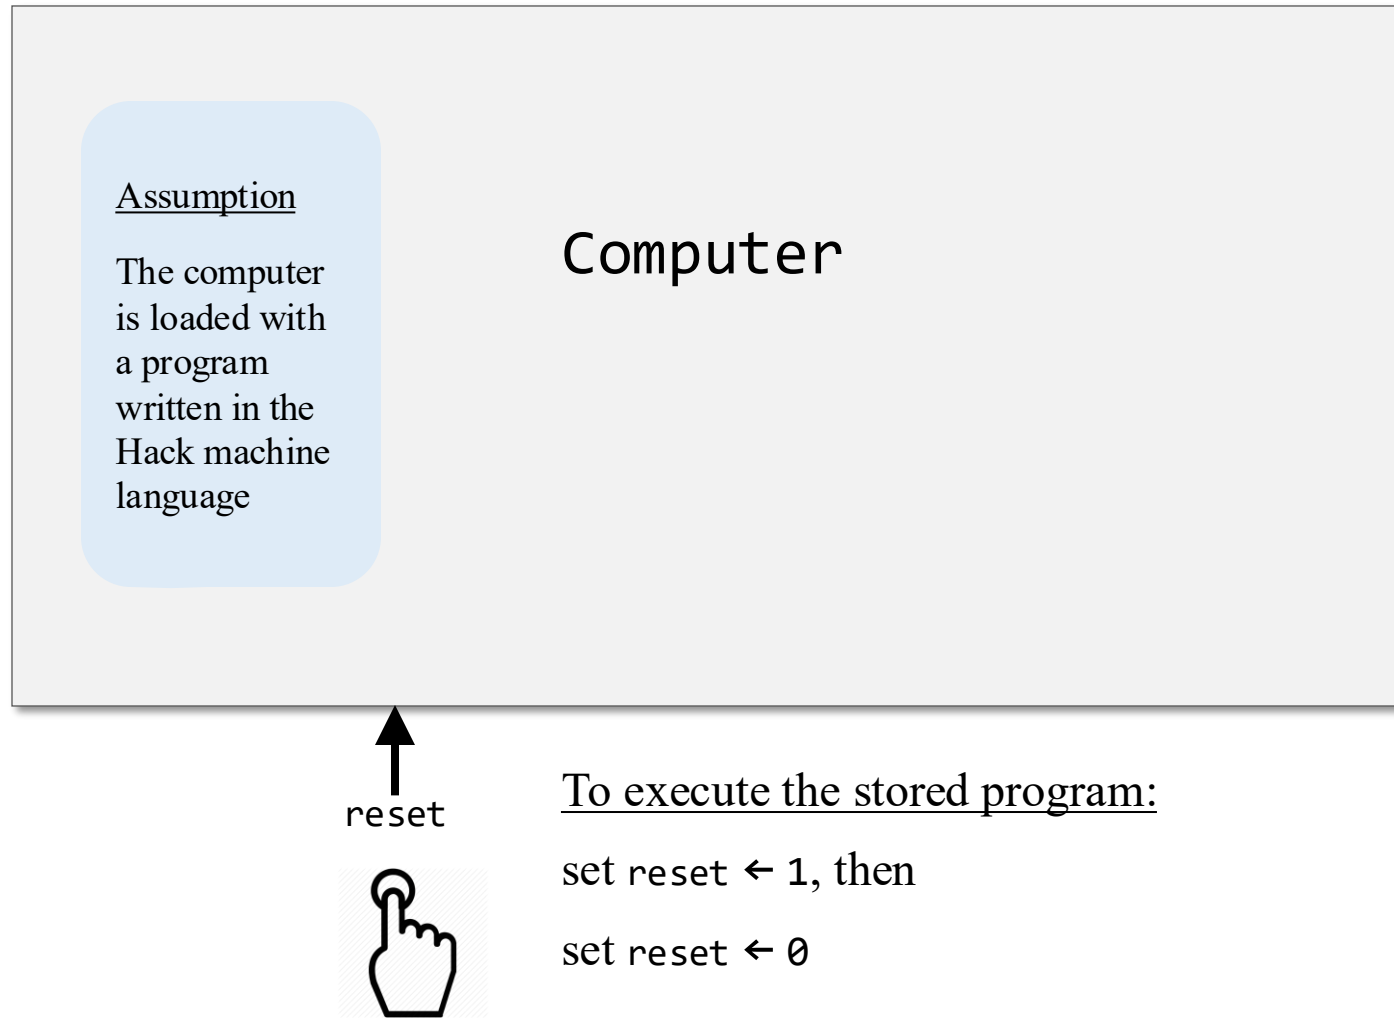 Assumption
The computer
is loaded with
a program
written in the
Hack machine
language
Computer
reset
To execute the stored program:
set reset ← 1, then
set reset ← 0